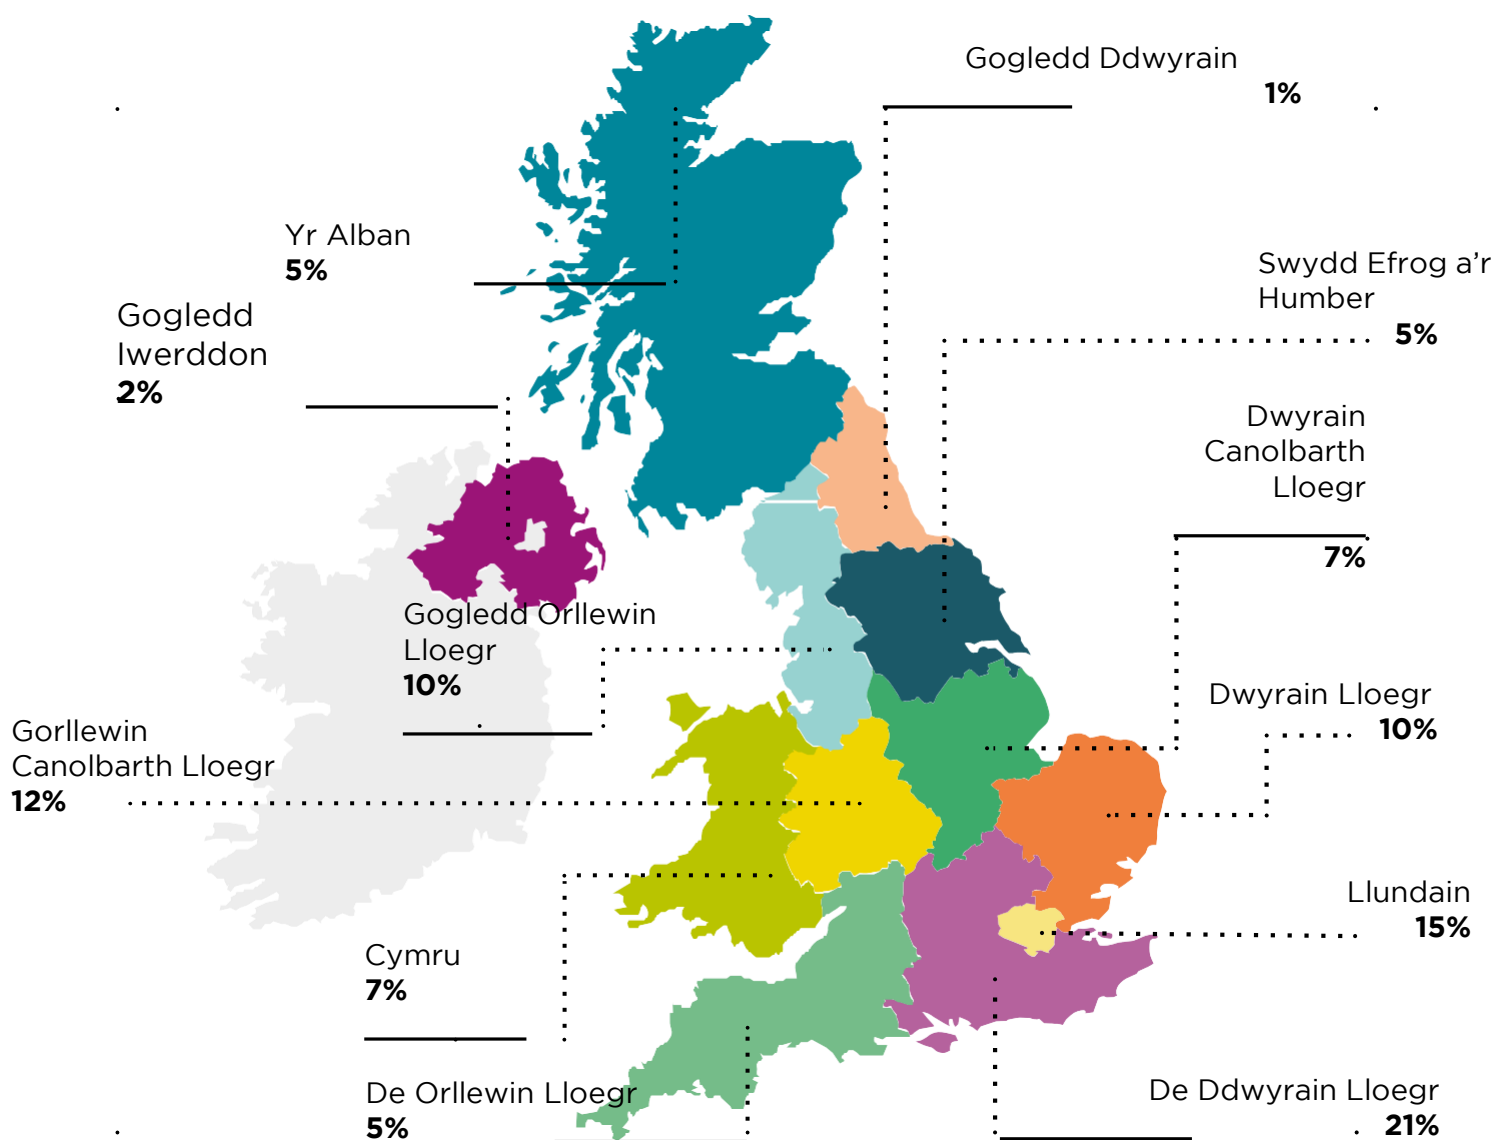 Gogledd Ddwyrain
1%
Yr Alban
5%
Swydd Efrog a’r
Humber
5%
Gogledd
Iwerddon
2%
Dwyrain
Canolbarth
Lloegr
7%
Gogledd Orllewin
Lloegr
10%
Dwyrain Lloegr
10%
Gorllewin
Canolbarth Lloegr
12%
Llundain
15%
Cymru
7%
De Orllewin Lloegr
5%
De Ddwyrain Lloegr
21%